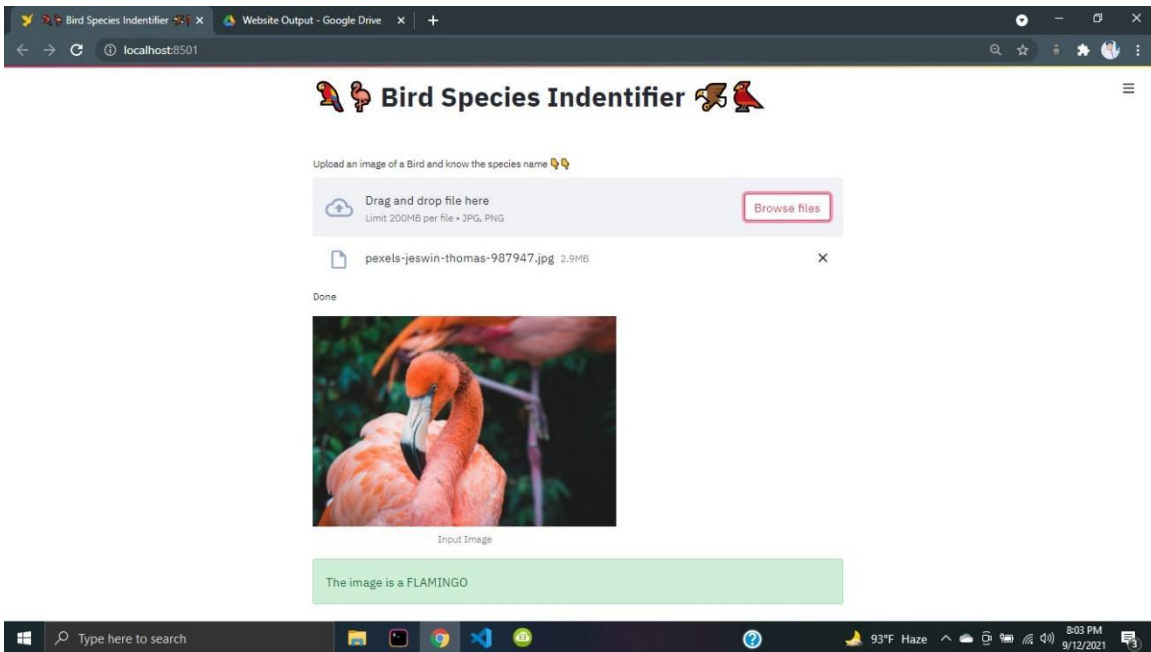 Bird Species Indentifier
Website Output - Google Drive
localhost:8501
Bird Species Indentifier
Upload an image of a Bird and know the species name
Drag and drop file here
Limit 200MB per file • JPG, PNG
Browse files
pexels-jeswin-thomas-987947.jpg 2.9MB
Done
Input Image
The image is a FLAMINGO
Type here to search
93°F Haze
8:03 PM
9/12/2021